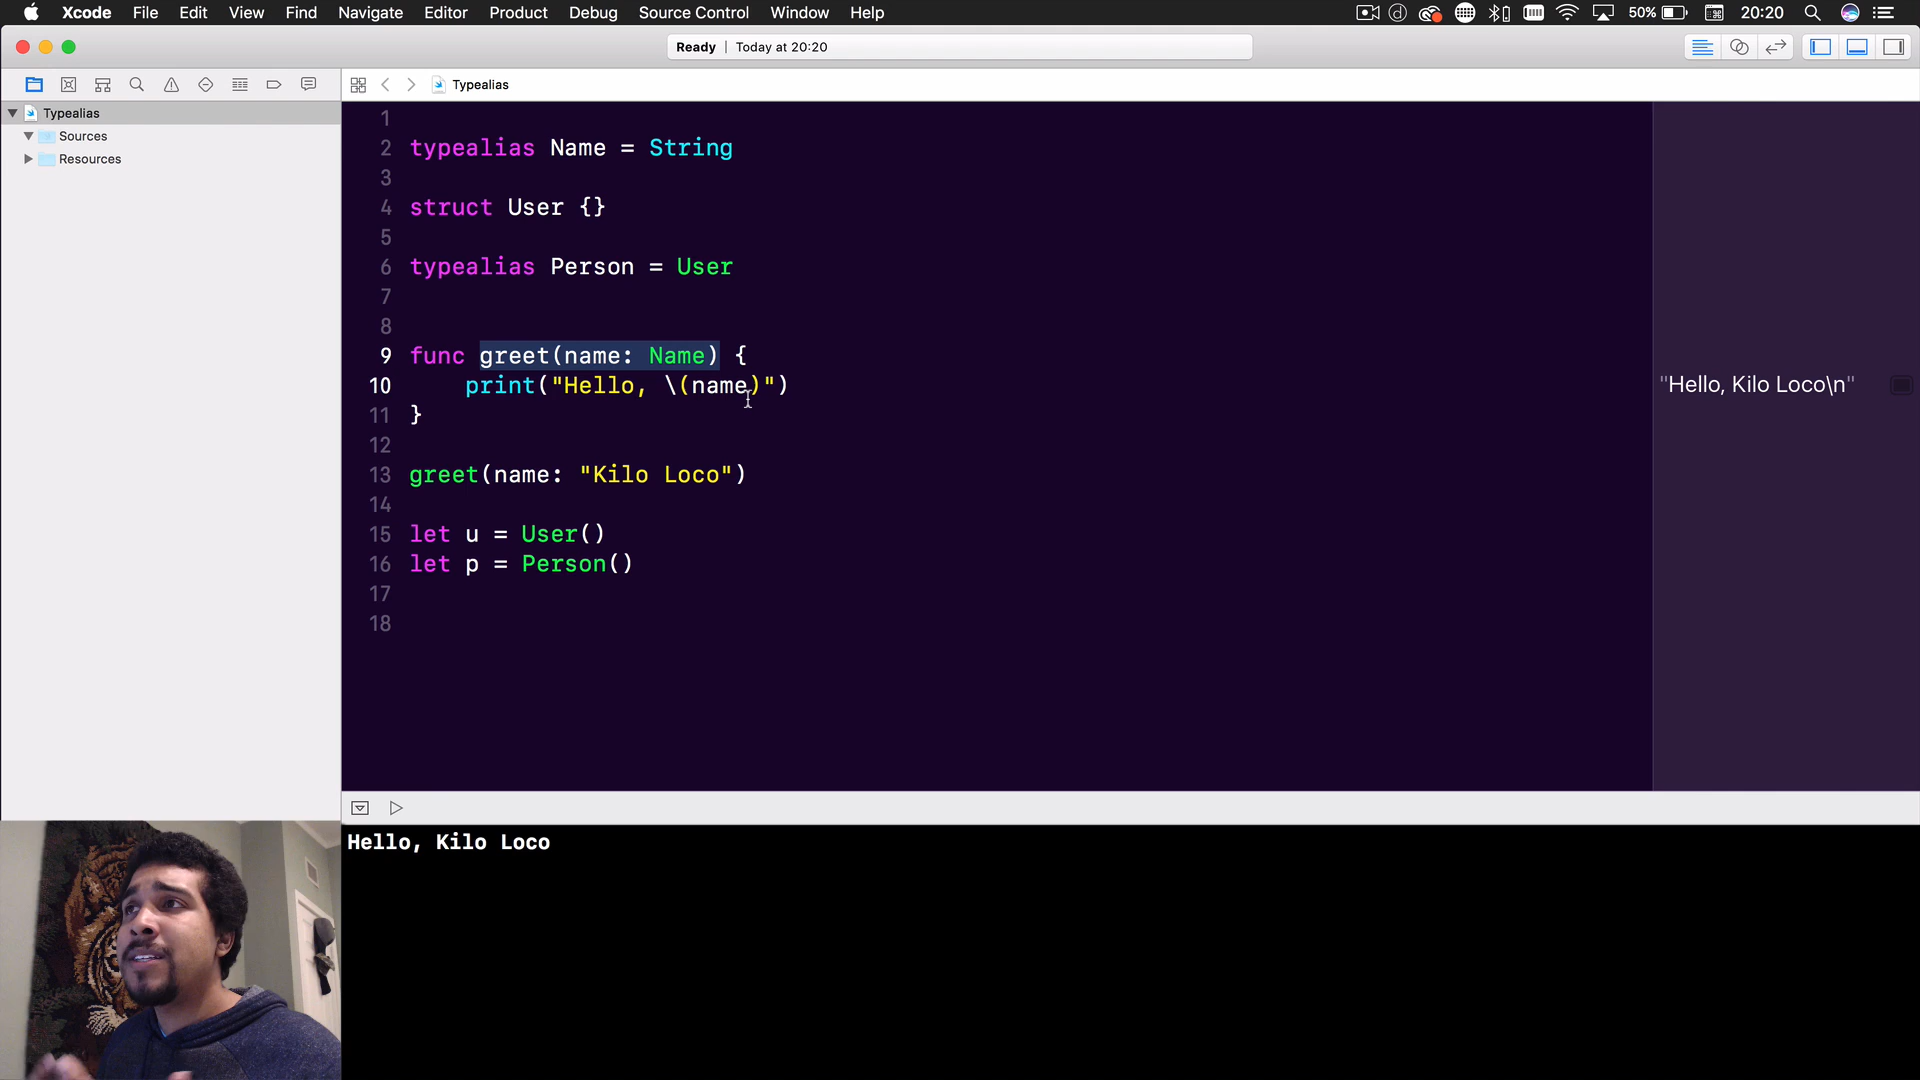 Xcode File Edit View Find Navigate Editor Product Debug Source Control Window Help 50% 20:20
Ready | Today at 20:20
Typealias
Typealias
Sources
Resources
1
2 typealias Name = String
3
4 struct User {}
5
6 typealias Person = User
7
8
9 func greet(name: Name) {
10 print("Hello, \(name)")
11 }
12
13 greet(name: "Kilo Loco")
14
15 let u = User()
16 let p = Person()
17
18
"Hello, Kilo Loco\n"
Hello, Kilo Loco